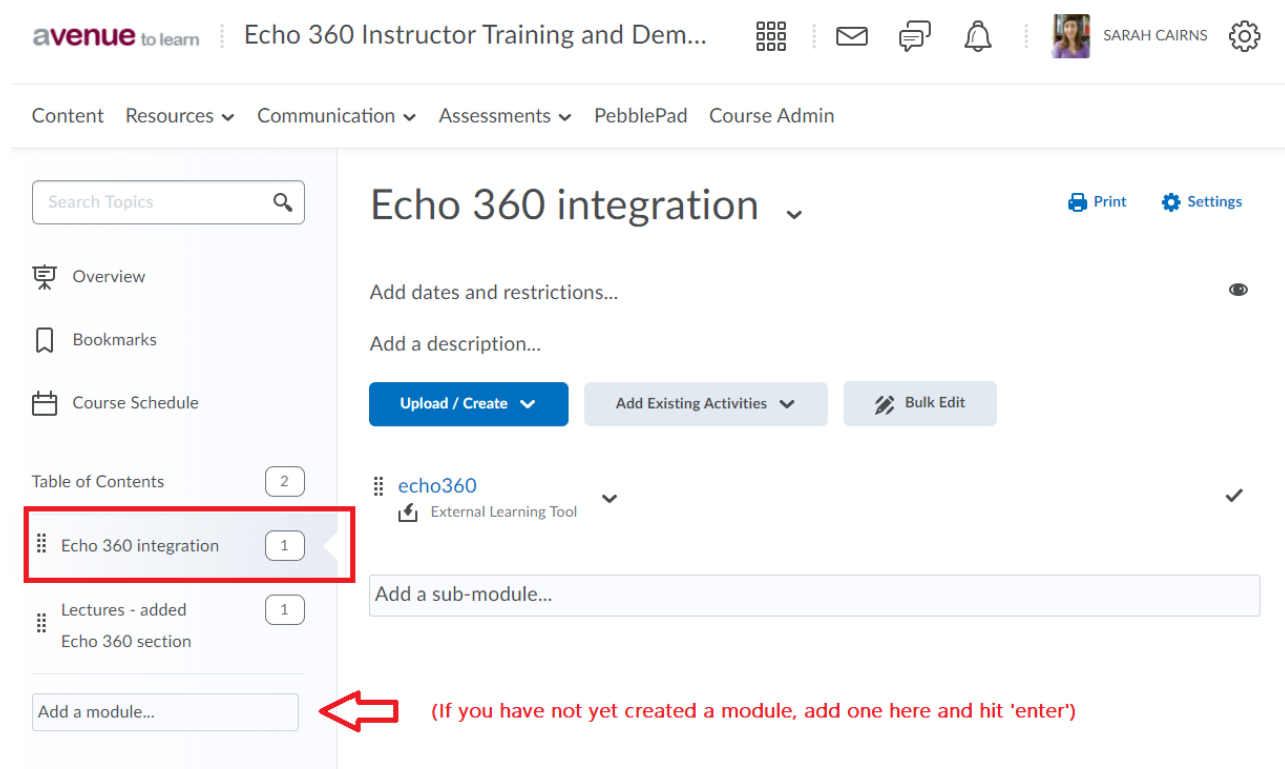 avenue to learn Echo 360 Instructor Training and Dem... SARAH CAIRNS
Content Resources Communication Assessments PebblePad Course Admin
Search Topics
Overview
Bookmarks
Course Schedule
Table of Contents 2
Echo 360 integration 1
Lectures - added 1
Echo 360 section
Add a module...
Echo 360 integration
Print Settings
Add dates and restrictions...
Add a description...
Upload / Create Add Existing Activities Bulk Edit
echo360
External Learning Tool
Add a sub-module...
(If you have not yet created a module, add one here and hit 'enter')